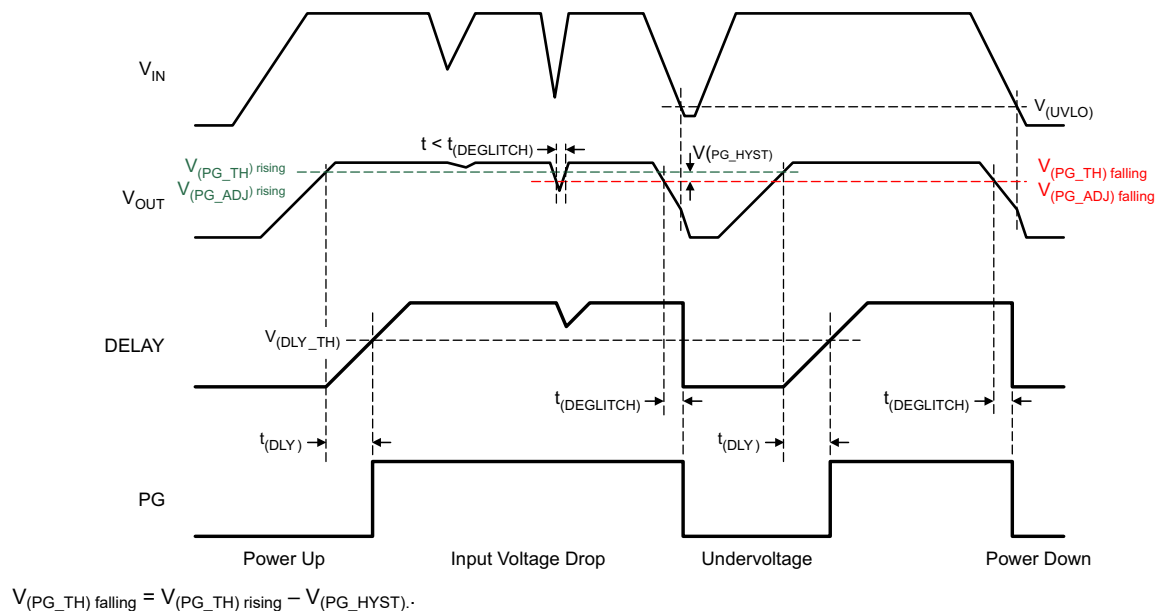 V(IN)
V(UVLO)
t < t(DEGLITCH)
V(PG_HYST)
V(PG_TH) rising
V(PG_ADJ) rising
V(PG_TH) falling
V(PG_ADJ) falling
VOUT
V(DLY_TH)
DELAY
t(DEGLITCH)
t(DEGLITCH)
t(DLY)
t(DLY)
PG
Power Up
Input Voltage Drop
Undervoltage
Power Down
V(PG_TH) falling = V(PG_TH) rising – V(PG_HYST).